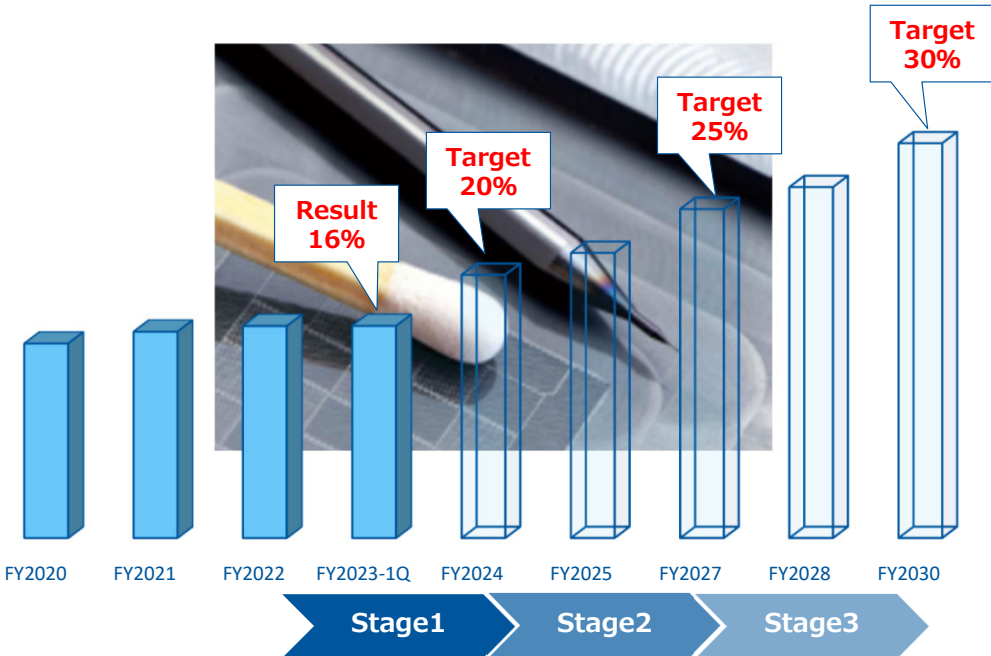 Target
30%
Target
25%
Target
20%
Result
16%
FY2020
FY2021
FY2022
FY2023-1Q
FY2024
FY2025
FY2027
FY2028
FY2030
Stage1
Stage2
Stage3